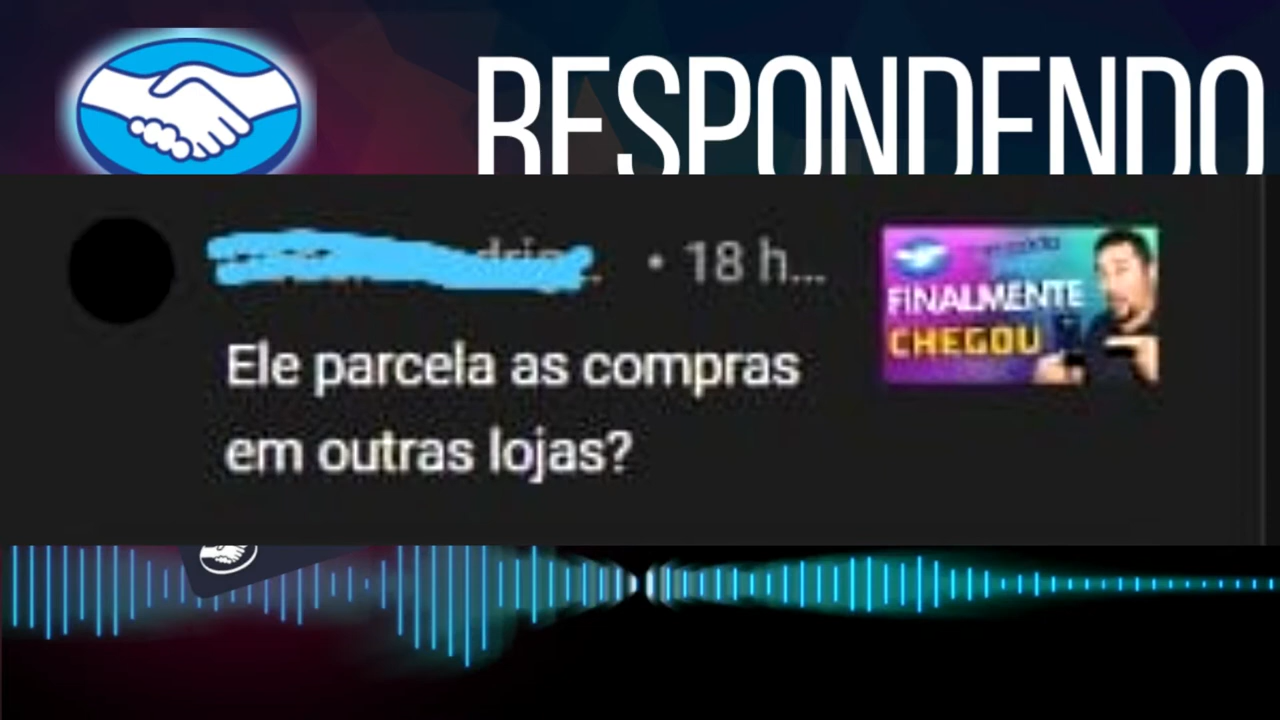 RESPONDENDO
• 18 h...
Ele parcela as compras
em outras lojas?
FINALMENTE
CHEGOU